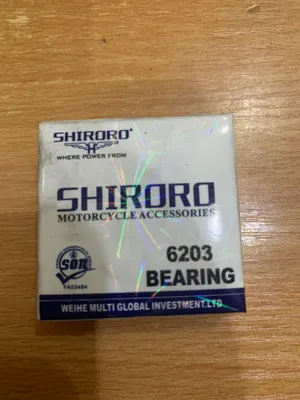 SHIRORO®
WHERE POWER FROM
SHIRORO
MOTORCYCLE ACCESSORIES
SON
6203
BEARING
WEIHE MULTI GLOBAL INVESTMENT.LTD